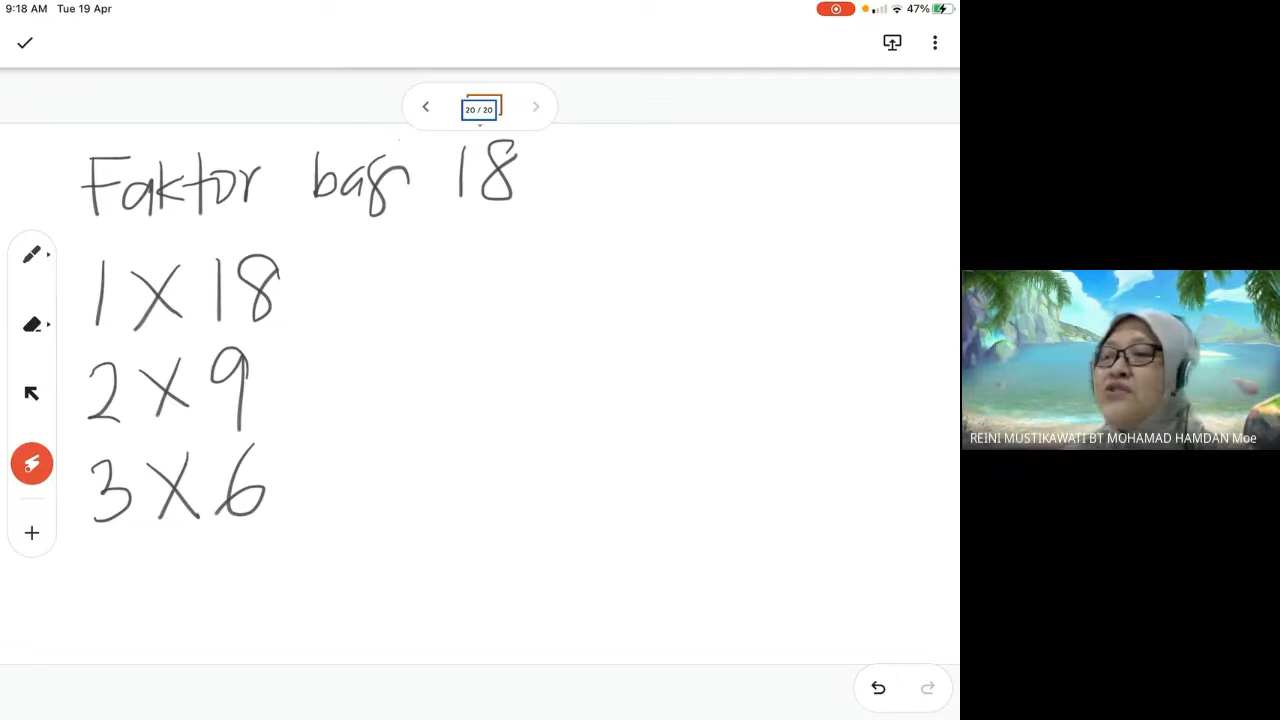 9:18 AM Tue 19 Apr
47%
20 / 20
Faktor bagi 18
1 X 18
2 X 9
3 X 6
REINI MUSTIKAWATI BT MOHAMAD HAMDAN Moe